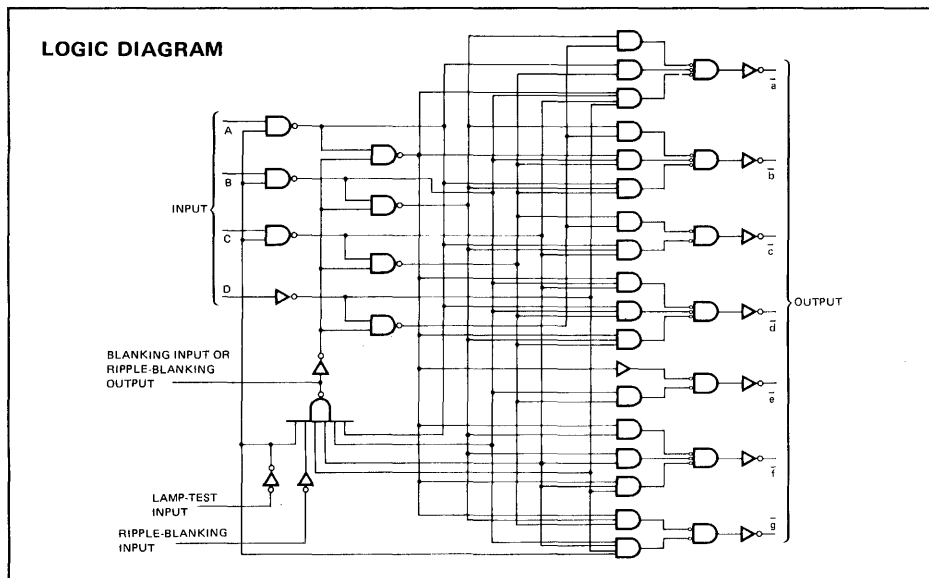 LOGIC DIAGRAM
A
B
INPUT
C
D
BLANKING INPUT OR
RIPPLE-BLANKING
OUTPUT
LAMP-TEST
INPUT
RIPPLE-BLANKING
INPUT
a
b
c
d
OUTPUT
e
f
g